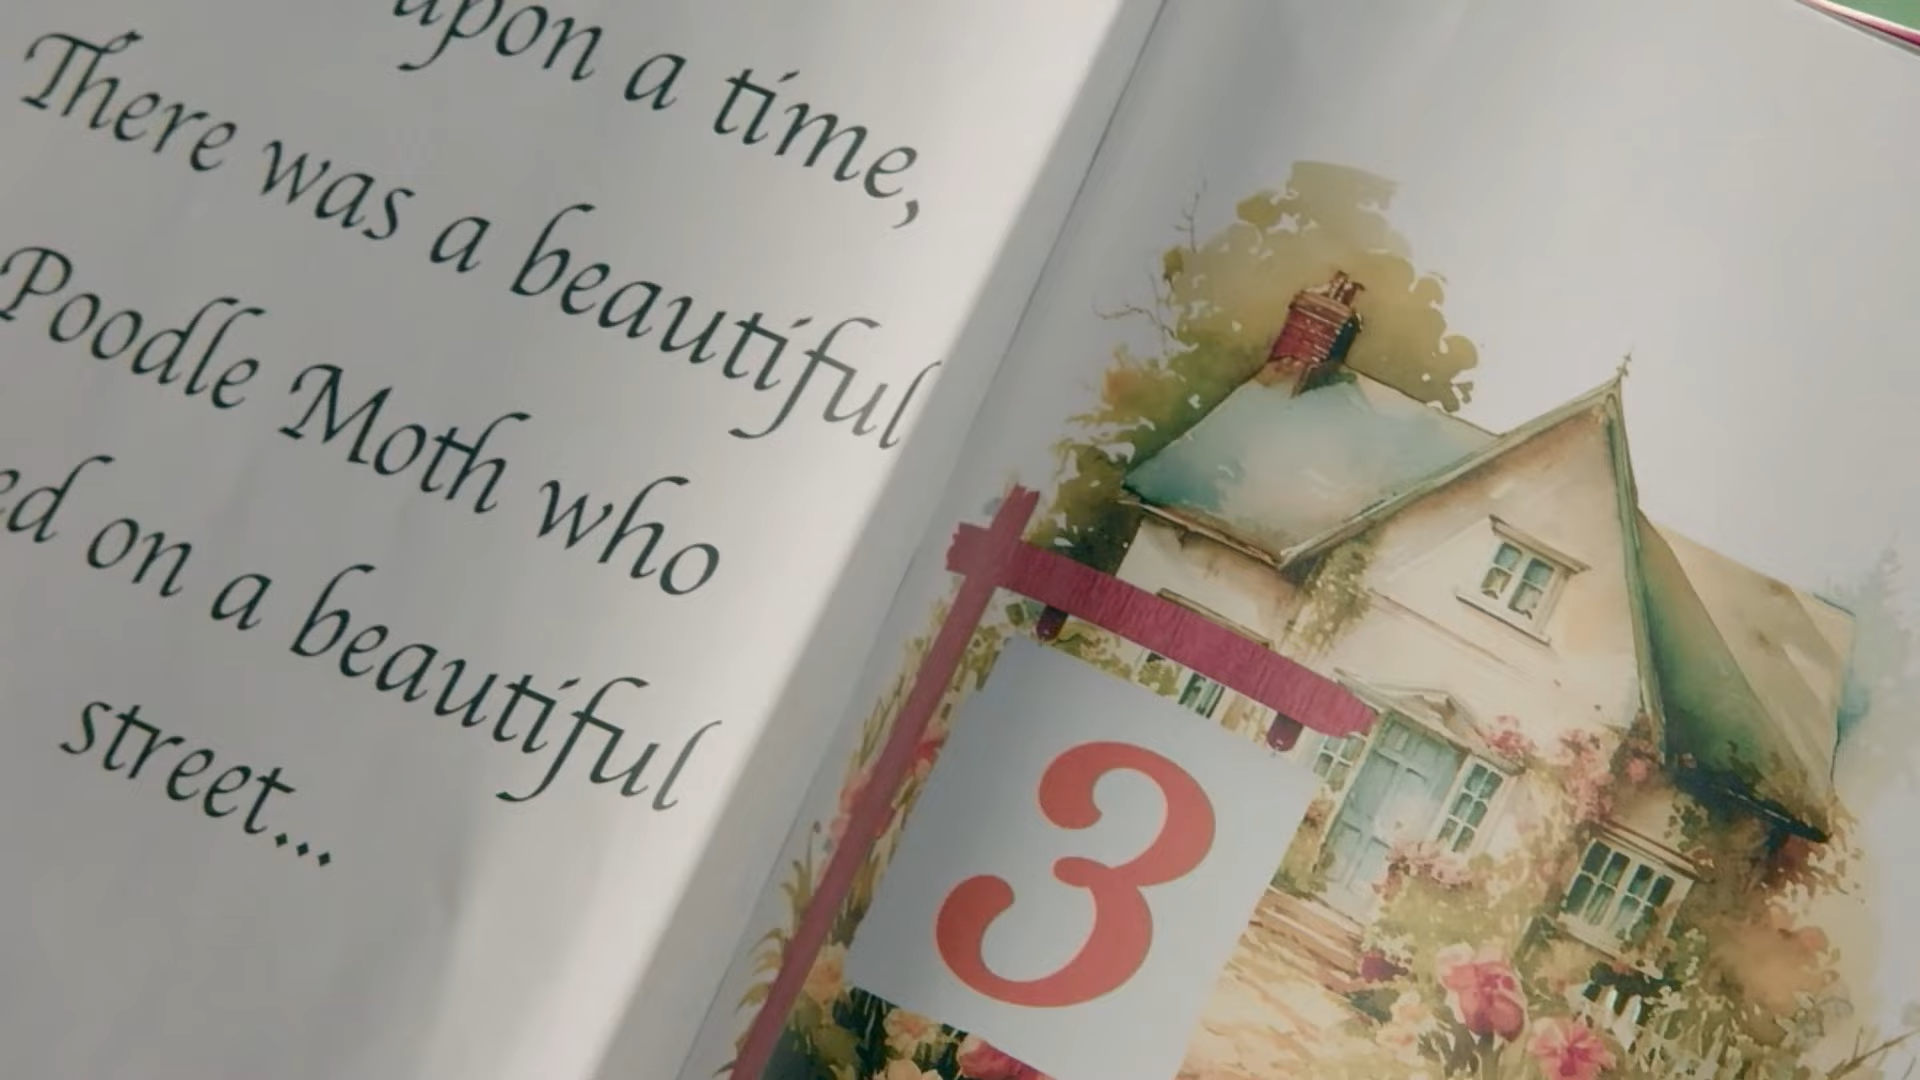 upon a time,
There was a beautiful
Poodle Moth who
ed on a beautiful
street...
3